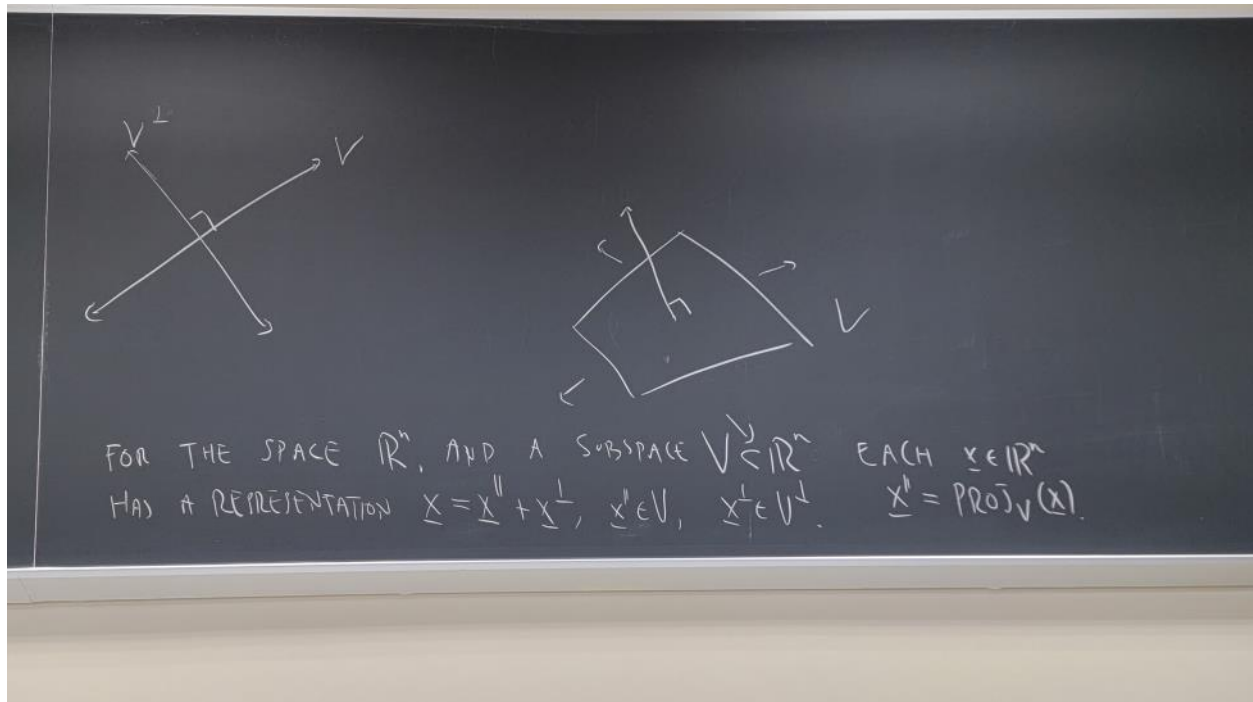 V⊥
V
V
FOR THE SPACE ℝⁿ, AND A SUBSPACE V ⊆ ℝⁿ EACH x̲ ∈ ℝⁿ
HAS A REPRESENTATION x̲ = x̲∥ + x̲⊥, x̲∥ ∈ V, x̲⊥ ∈ V⊥. x̲∥ = PROJ_V(x̲).